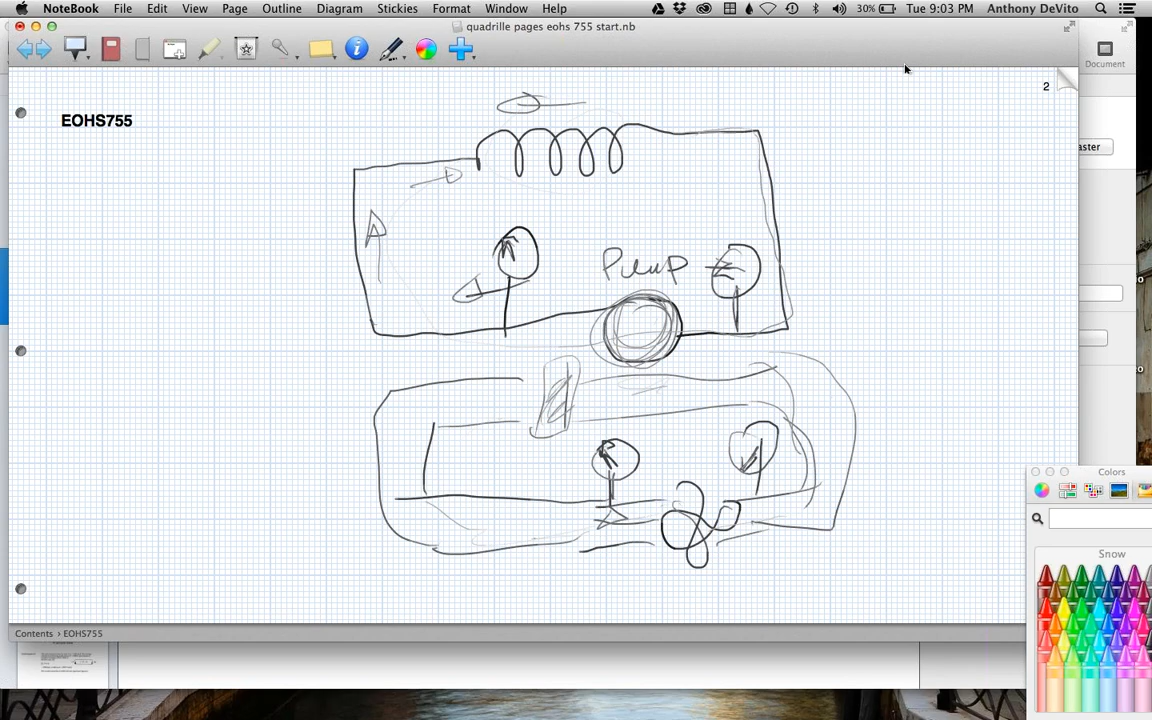 NoteBook File Edit View Page Outline Diagram Stickies Format Window Help 30% Tue 9:03 PM Anthony DeVito
quadrille pages eohs 755 start.nb
Document
2
EOHS755
aster
Pump
Colors
Snow
Contents › EOHS755